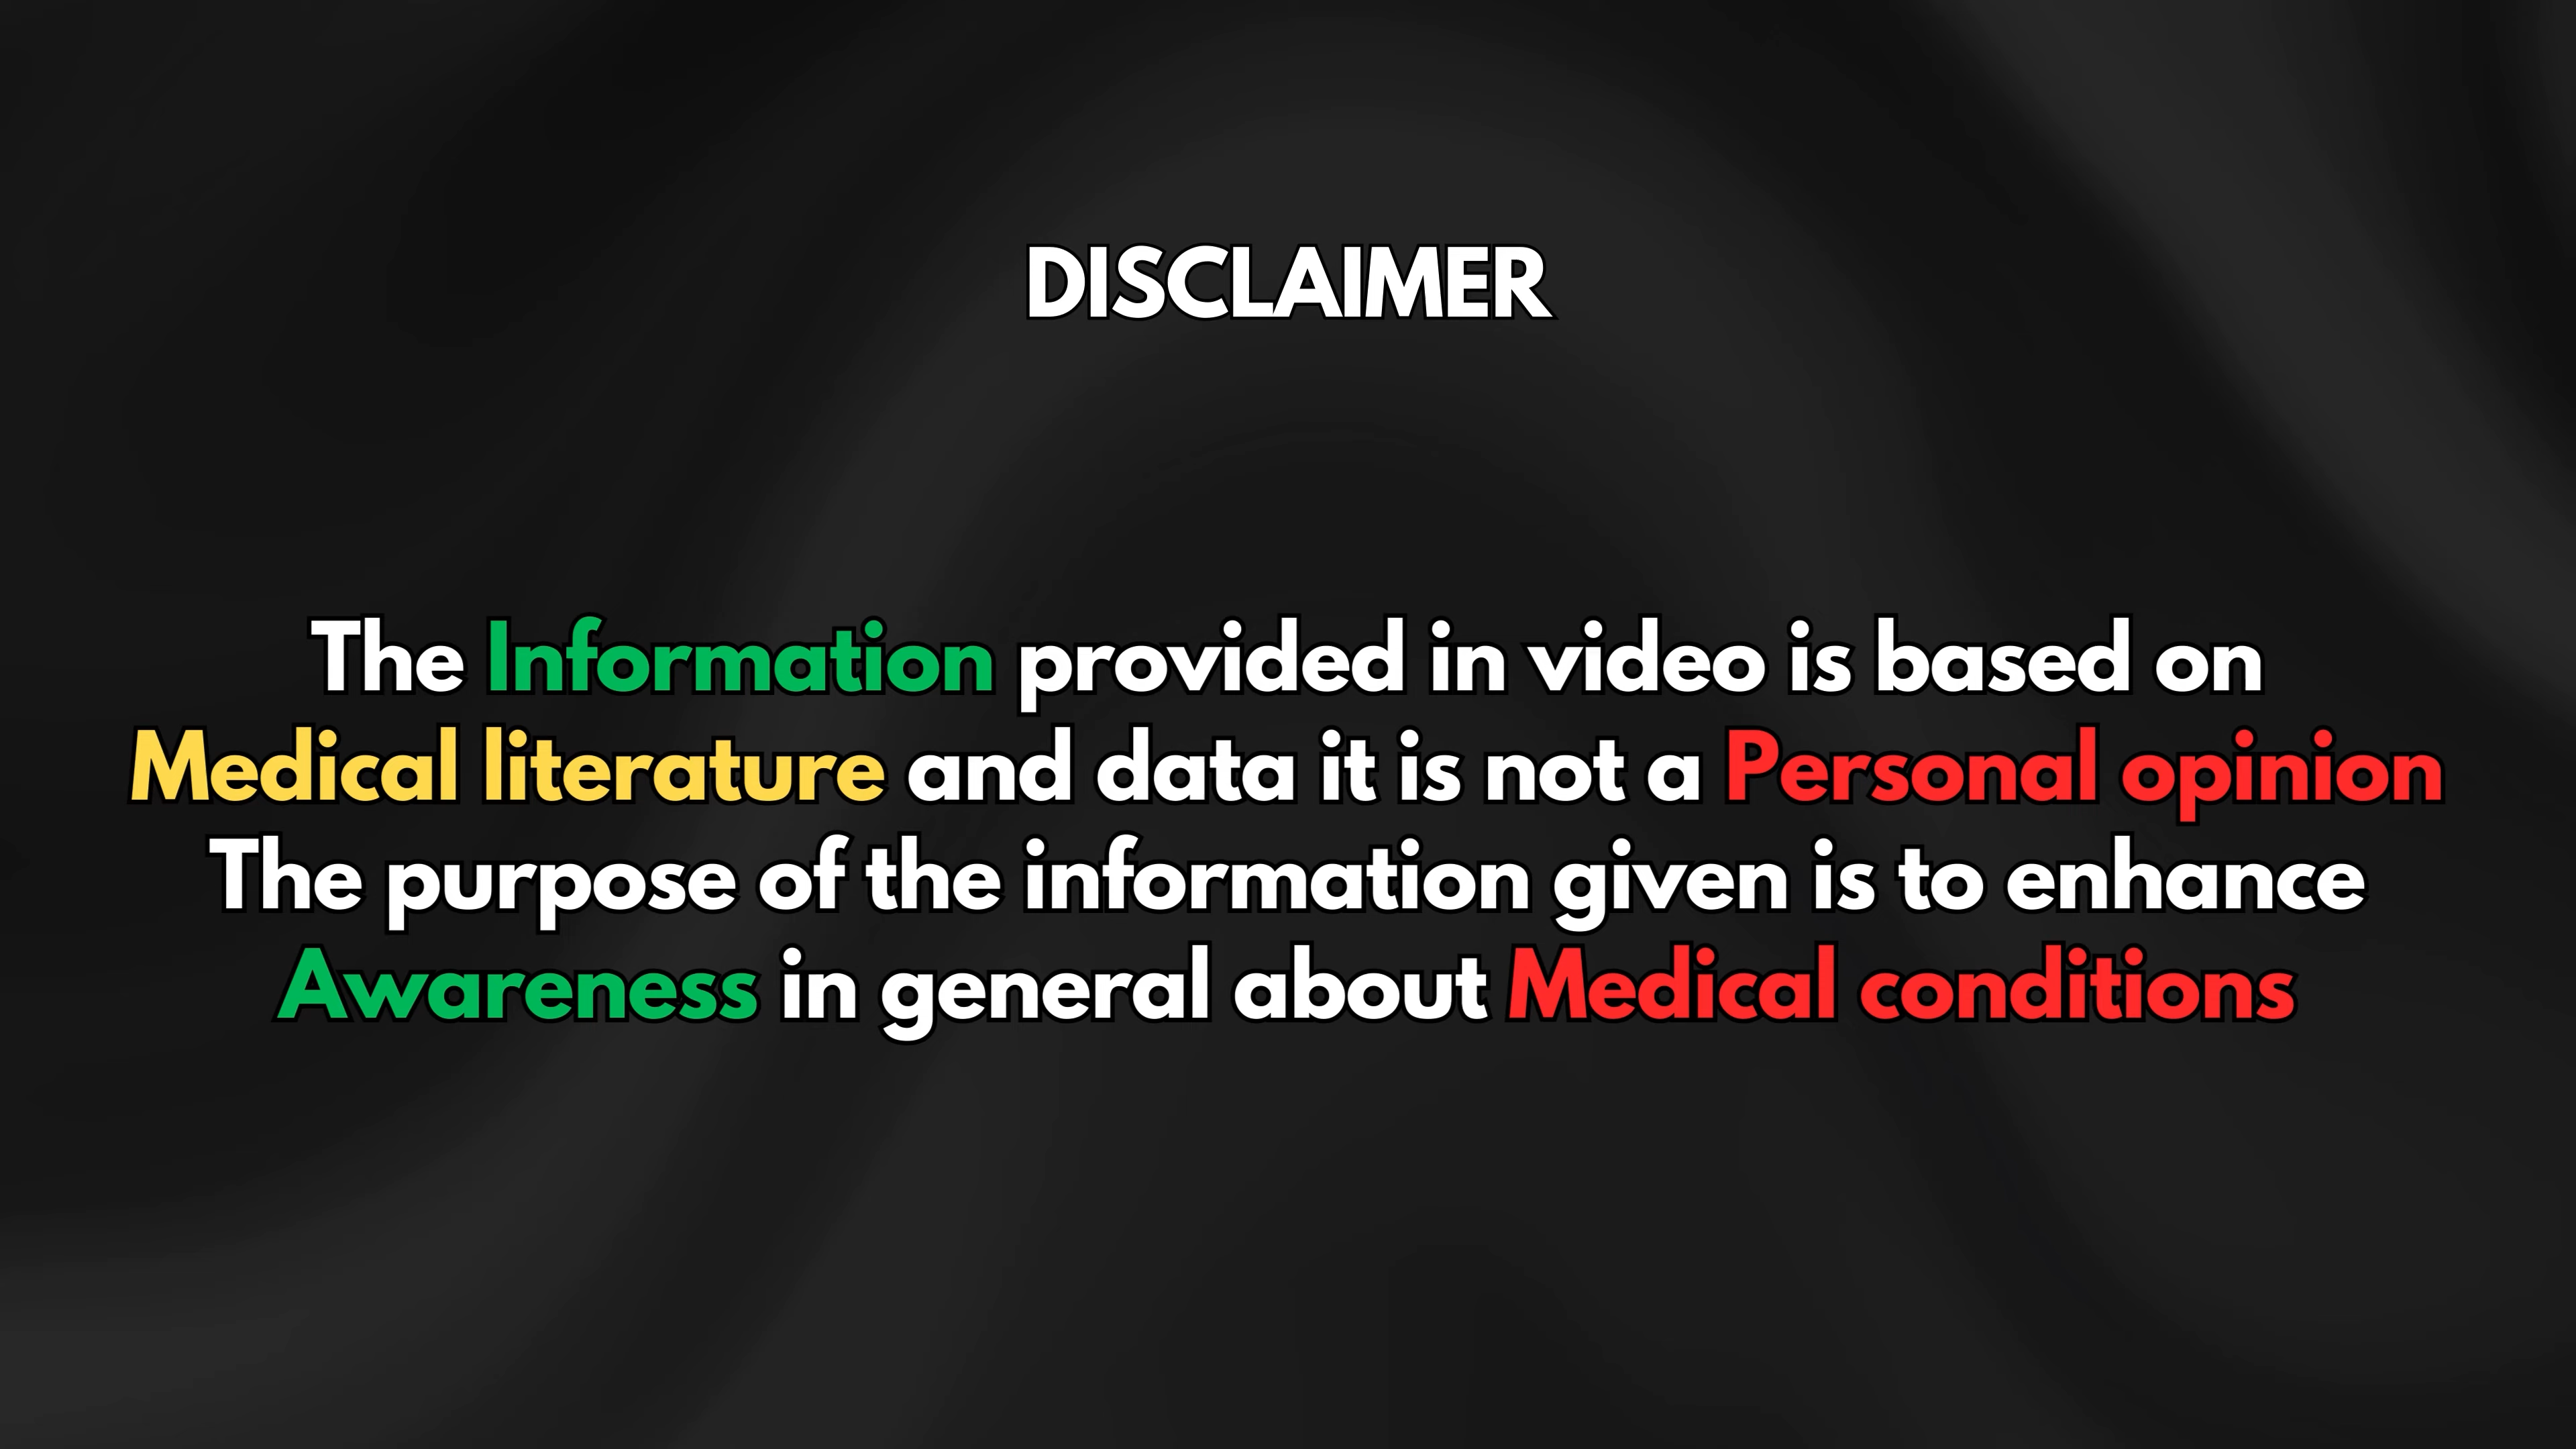 DISCLAIMER
The Information provided in video is based on
Medical literature and data it is not a Personal opinion
The purpose of the information given is to enhance
Awareness in general about Medical conditions